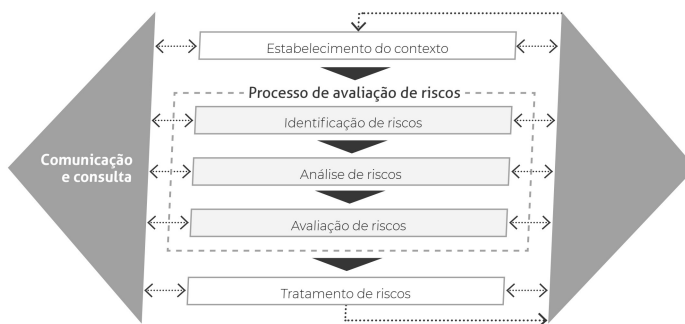 Estabelecimento do contexto
Processo de avaliação de riscos
Identificação de riscos
Comunicação
e consulta
Análise de riscos
Avaliação de riscos
Tratamento de riscos